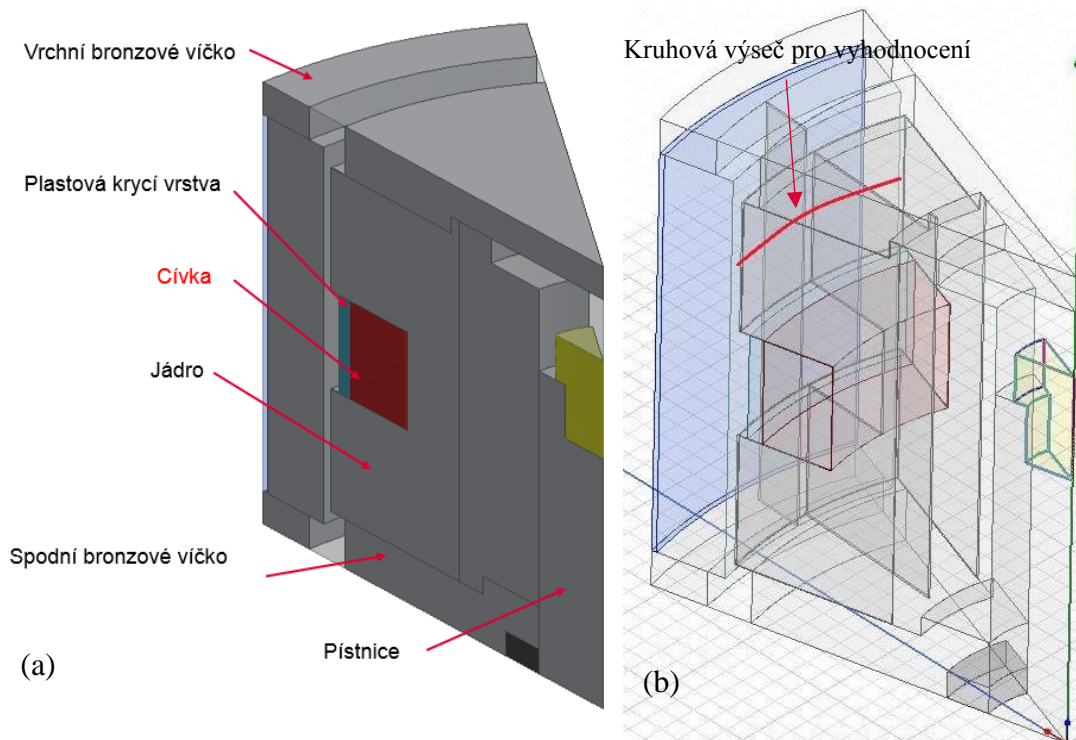 Vrchní bronzové víčko
Plastová krycí vrstva
Cívka
Jádro
Spodní bronzové víčko
Pístnice
(a)
Kruhová výseč pro vyhodnocení
(b)